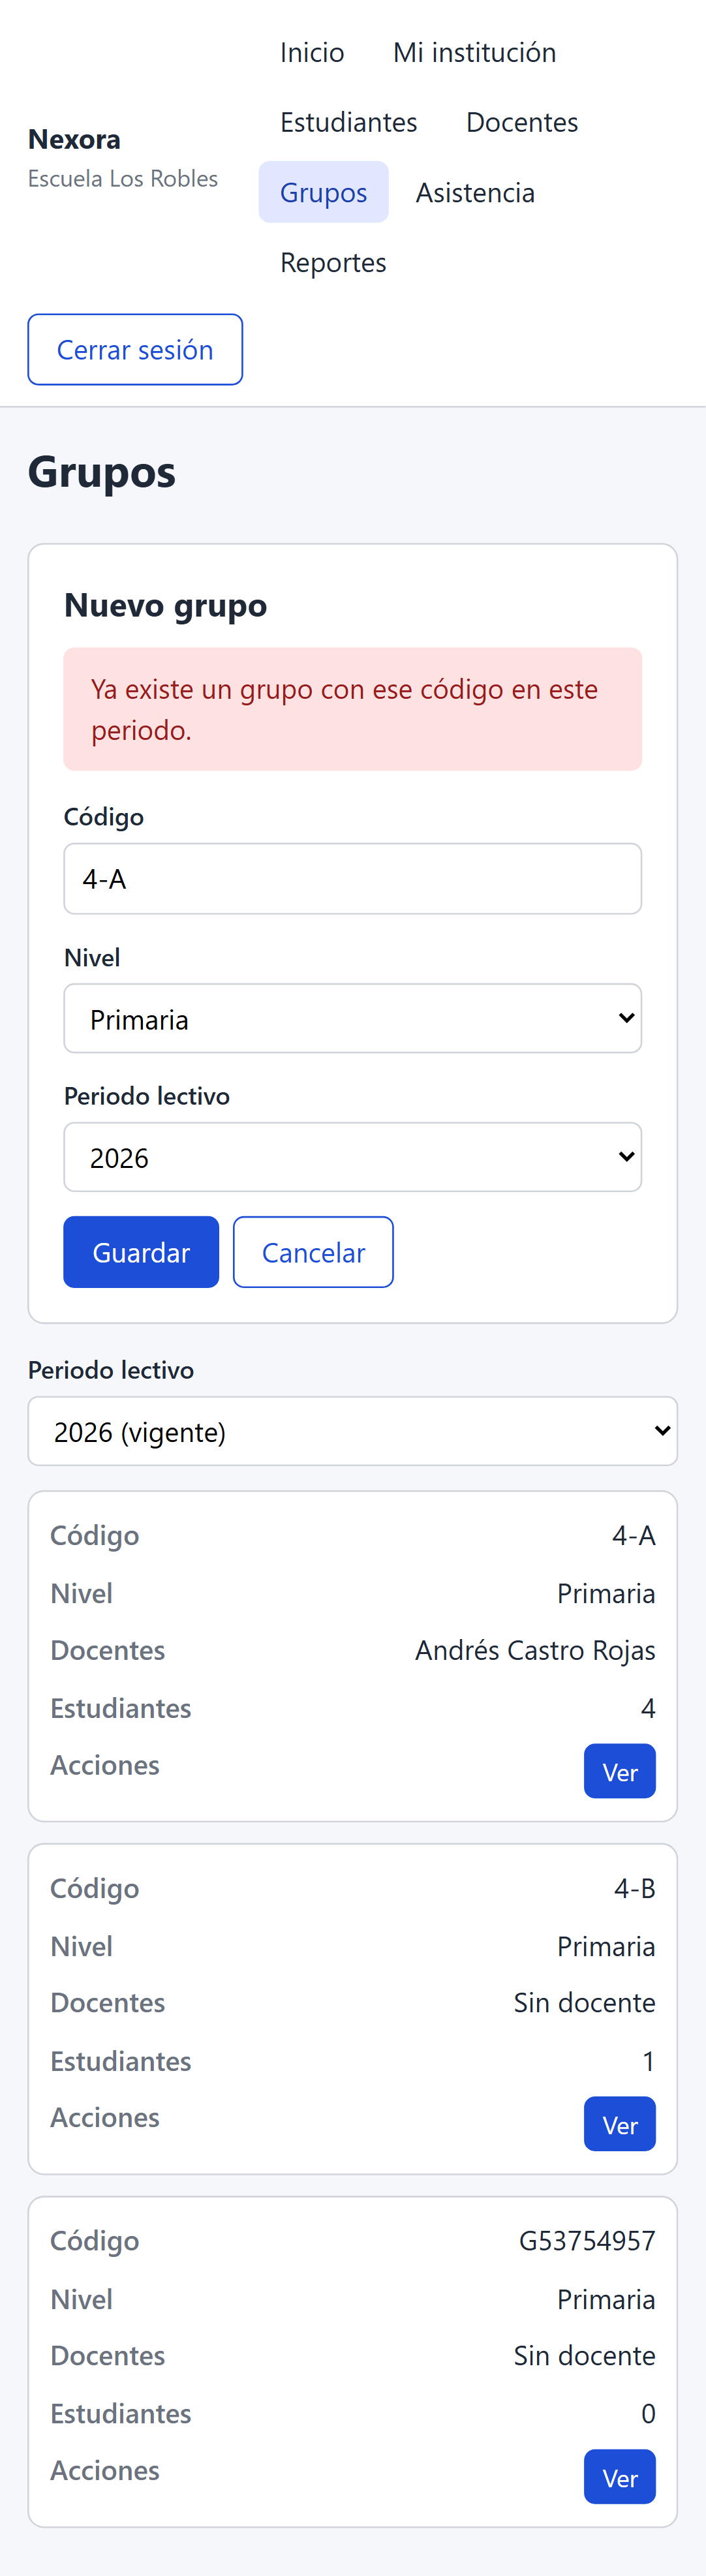 Nexora
Escuela Los Robles
Inicio Mi institución
Estudiantes Docentes
Grupos Asistencia
Reportes
Cerrar sesión
Grupos
Nuevo grupo
Ya existe un grupo con ese código en este
periodo.
Código
4-A
Nivel
Primaria
Periodo lectivo
2026
Guardar Cancelar
Periodo lectivo
2026 (vigente)
Código 4-A
Nivel Primaria
Docentes Andrés Castro Rojas
Estudiantes 4
Acciones Ver
Código 4-B
Nivel Primaria
Docentes Sin docente
Estudiantes 1
Acciones Ver
Código G53754957
Nivel Primaria
Docentes Sin docente
Estudiantes 0
Acciones Ver